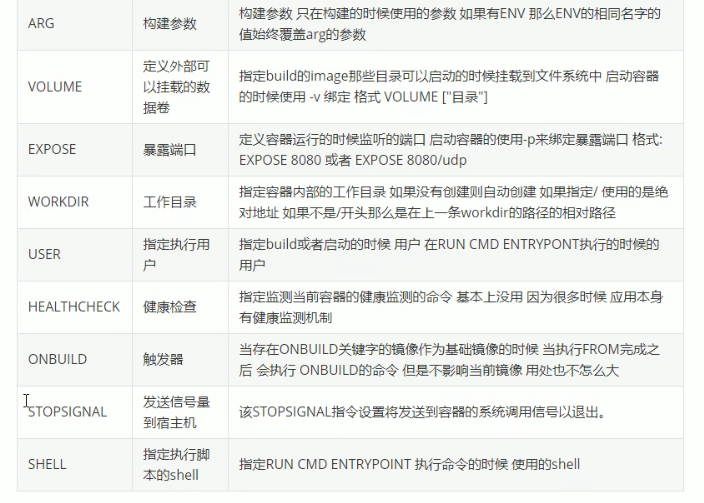 ARG
构建参数
构建参数 只在构建的时候使用的参数 如果有ENV 那么ENV的相同名字的
值始终覆盖arg的参数
VOLUME
定义外部可
以挂载的数
据卷
指定build的image那些目录可以启动的时候挂载到文件系统中 启动容器
的时候使用 -v 绑定 格式 VOLUME ["目录"]
EXPOSE
暴露端口
定义容器运行的时候监听的端口 启动容器的使用-p来绑定暴露端口 格式:
EXPOSE 8080 或者 EXPOSE 8080/udp
WORKDIR
工作目录
指定容器内部的工作目录 如果没有创建则自动创建 如果指定/ 使用的是绝
对地址 如果不是/开头那么是在上一条workdir的路径的相对路径
USER
指定执行用
户
指定build或者启动的时候 用户 在RUN CMD ENTRYPONT执行的时候的
用户
HEALTHCHECK
健康检查
指定监测当前容器的健康监测的命令 基本上没用 因为很多时候 应用本身
有健康监测机制
ONBUILD
触发器
当存在ONBUILD关键字的镜像作为基础镜像的时候 当执行FROM完成之
后 会执行 ONBUILD的命令 但是不影响当前镜像 用处也不怎么大
STOPSIGNAL
发送信号量
到宿主机
该STOPSIGNAL指令设置将发送到容器的系统调用信号以退出。
SHELL
指定执行脚
本的shell
指定RUN CMD ENTRYPOINT 执行命令的时候 使用的shell